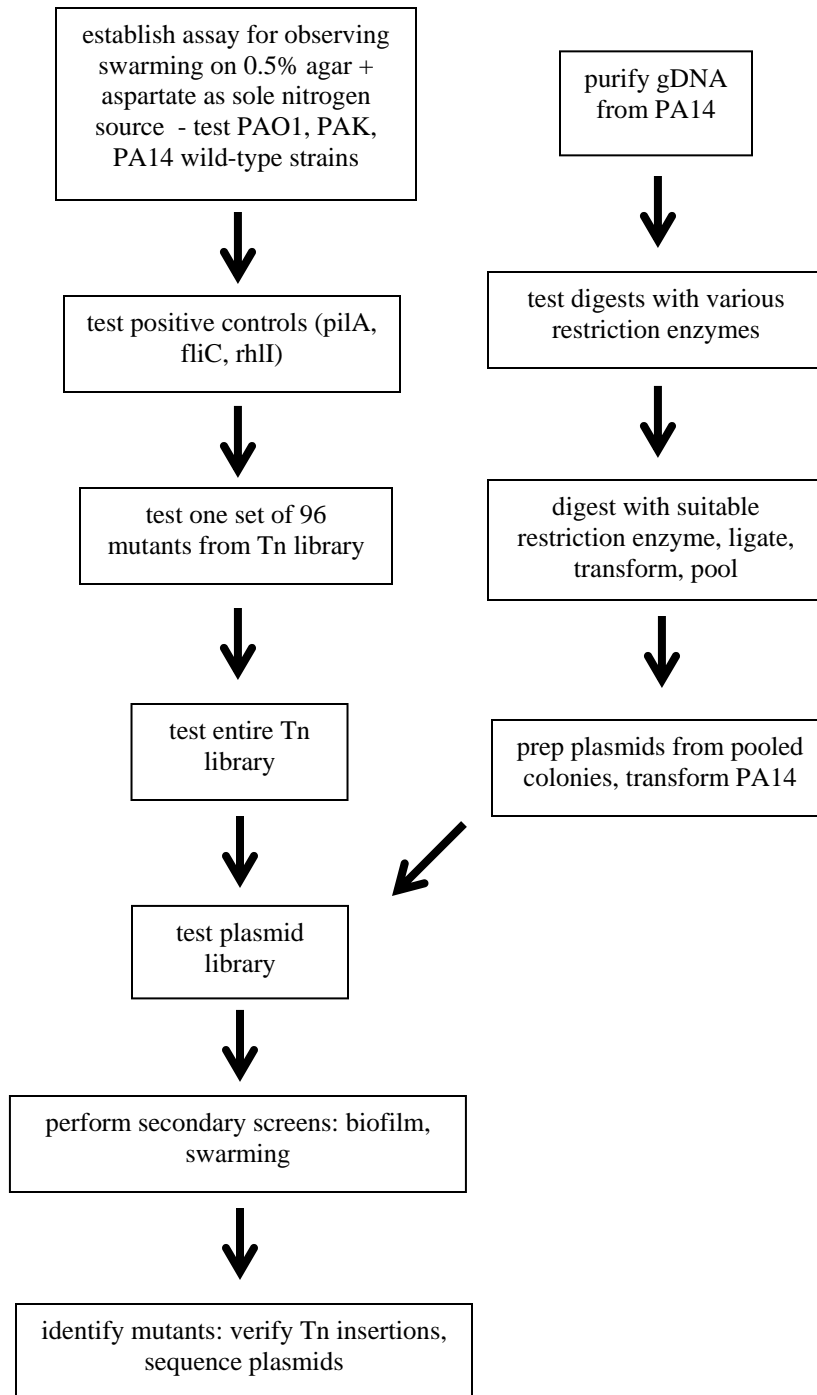 establish assay for observing
swarming on 0.5% agar +
aspartate as sole nitrogen
source - test PAO1, PAK,
PA14 wild-type strains
test positive controls (pilA,
fliC, rhlI)
test one set of 96
mutants from Tn library
test entire Tn
library
purify gDNA
from PA14
test digests with various
restriction enzymes
digest with suitable
restriction enzyme, ligate,
transform, pool
prep plasmids from pooled
colonies, transform PA14
test plasmid
library
perform secondary screens: biofilm,
swarming
identify mutants: verify Tn insertions,
sequence plasmids